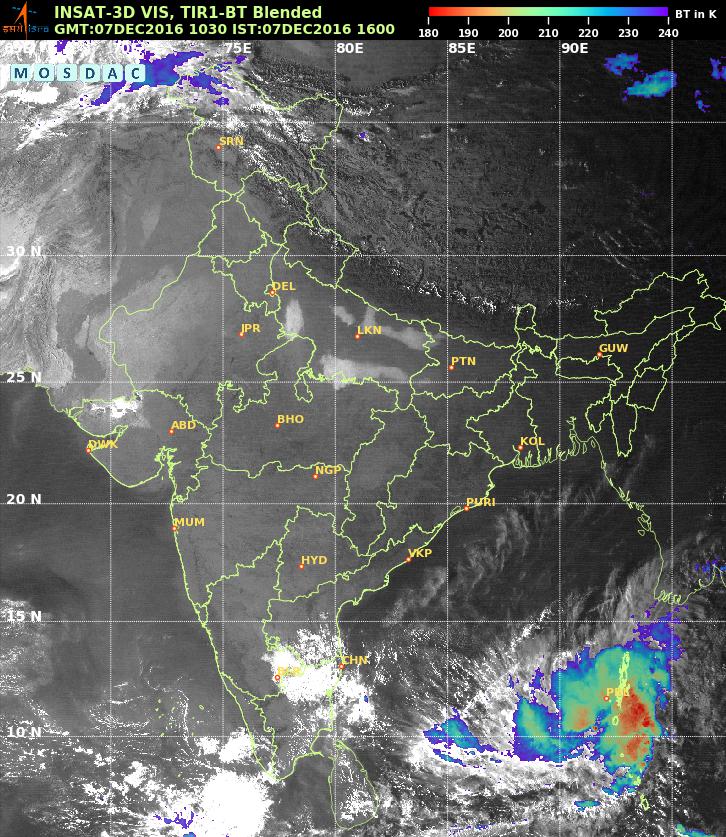 INSAT-3D VIS, TIR1-BT Blended
GMT:07DEC2016 1030 IST:07DEC2016 1600
BT in K
180 190 200 210 220 230 240
75E 80E 85E 90E
MOSDAC
SRN
30 N
DEL
JPR
LKN
GUW
PTN
25 N
ABD
BHO
DWK
KOL
NGP
20 N
PURI
MUM
VKP
HYD
15 N
CHN
10 N